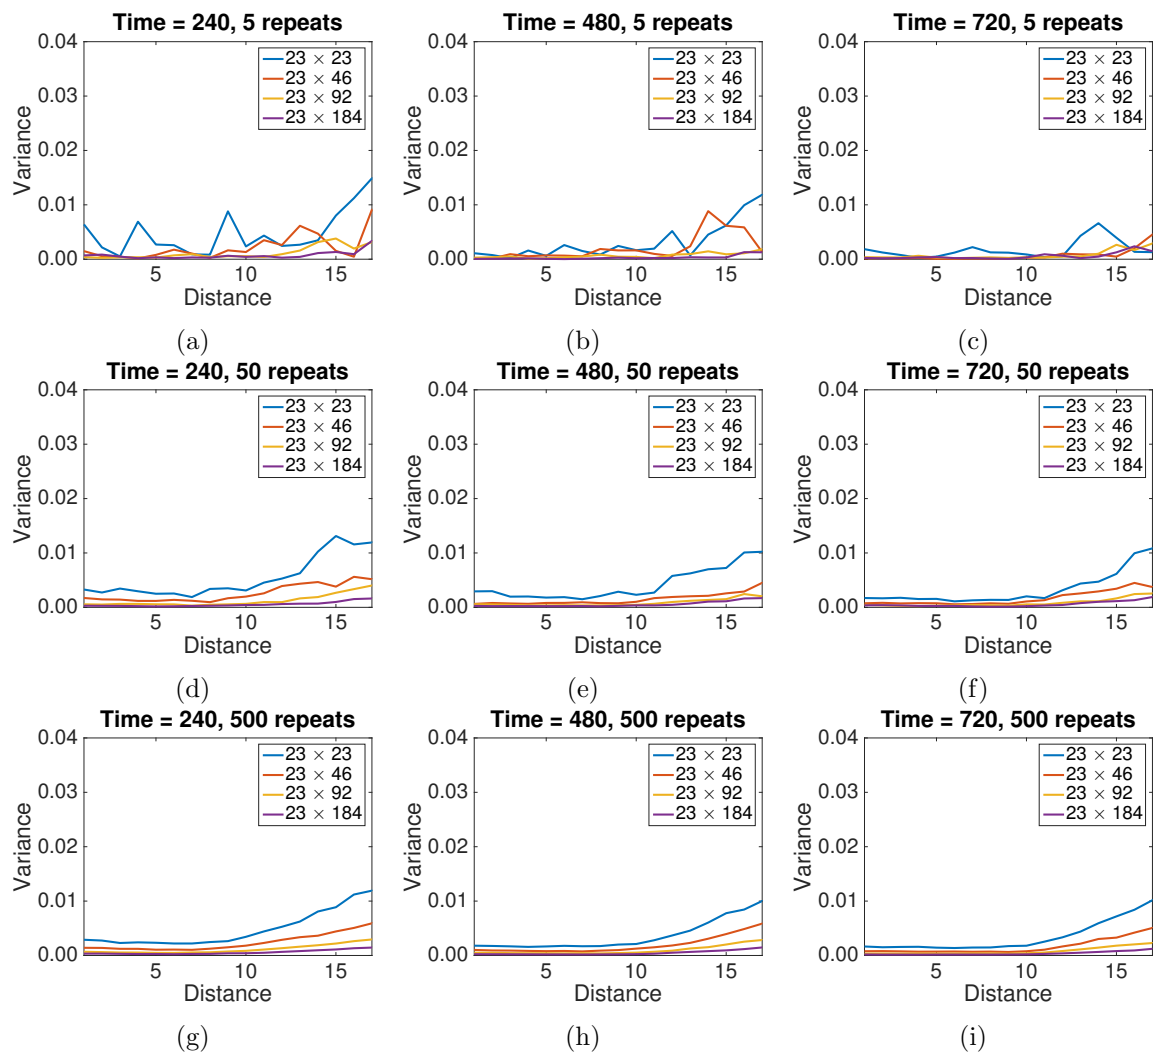 Time = 240, 5 repeats
0.04
0.03
0.02
0.01
0.00
Variance
23 × 23
23 × 46
23 × 92
23 × 184
5
10
15
Distance
(a)
Time = 480, 5 repeats
0.04
0.03
0.02
0.01
0.00
Variance
23 × 23
23 × 46
23 × 92
23 × 184
5
10
15
Distance
(b)
Time = 720, 5 repeats
0.04
0.03
0.02
0.01
0.00
Variance
23 × 23
23 × 46
23 × 92
23 × 184
5
10
15
Distance
(c)
Time = 240, 50 repeats
0.04
0.03
0.02
0.01
0.00
Variance
23 × 23
23 × 46
23 × 92
23 × 184
5
10
15
Distance
(d)
Time = 480, 50 repeats
0.04
0.03
0.02
0.01
0.00
Variance
23 × 23
23 × 46
23 × 92
23 × 184
5
10
15
Distance
(e)
Time = 720, 50 repeats
0.04
0.03
0.02
0.01
0.00
Variance
23 × 23
23 × 46
23 × 92
23 × 184
5
10
15
Distance
(f)
Time = 240, 500 repeats
0.04
0.03
0.02
0.01
0.00
Variance
23 × 23
23 × 46
23 × 92
23 × 184
5
10
15
Distance
(g)
Time = 480, 500 repeats
0.04
0.03
0.02
0.01
0.00
Variance
23 × 23
23 × 46
23 × 92
23 × 184
5
10
15
Distance
(h)
Time = 720, 500 repeats
0.04
0.03
0.02
0.01
0.00
Variance
23 × 23
23 × 46
23 × 92
23 × 184
5
10
15
Distance
(i)